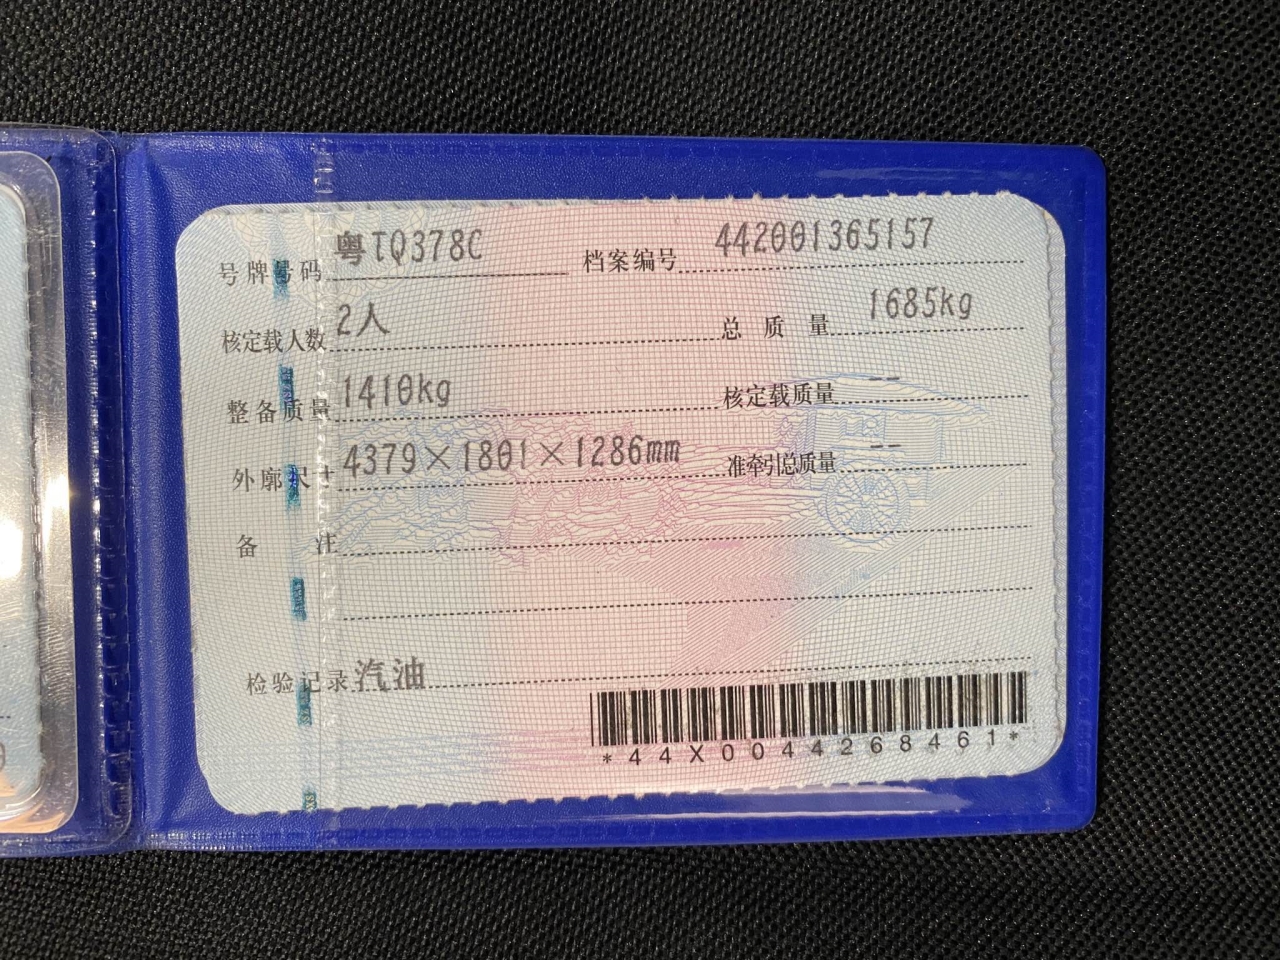 号牌号码 粤TQ378C 档案编号 442001365157
核定载人数 2人 总质量 1685kg
整备质量 1410kg 核定载质量 --
外廓尺寸 4379×1801×1286mm 准牵引总质量 --
备注
检验记录 汽油
*44X0044268461*